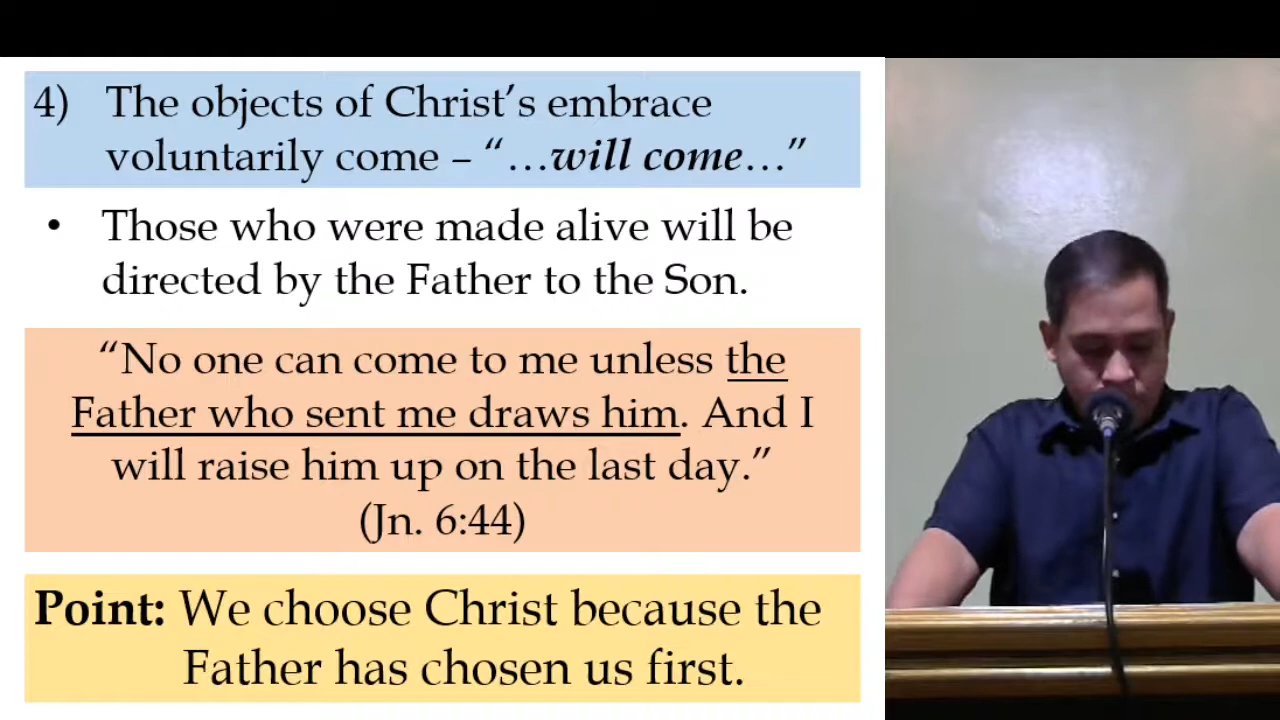 4) The objects of Christ’s embrace
voluntarily come – “…will come…”
• Those who were made alive will be
directed by the Father to the Son.
“No one can come to me unless the
Father who sent me draws him. And I
will raise him up on the last day.”
(Jn. 6:44)
Point: We choose Christ because the
Father has chosen us first.